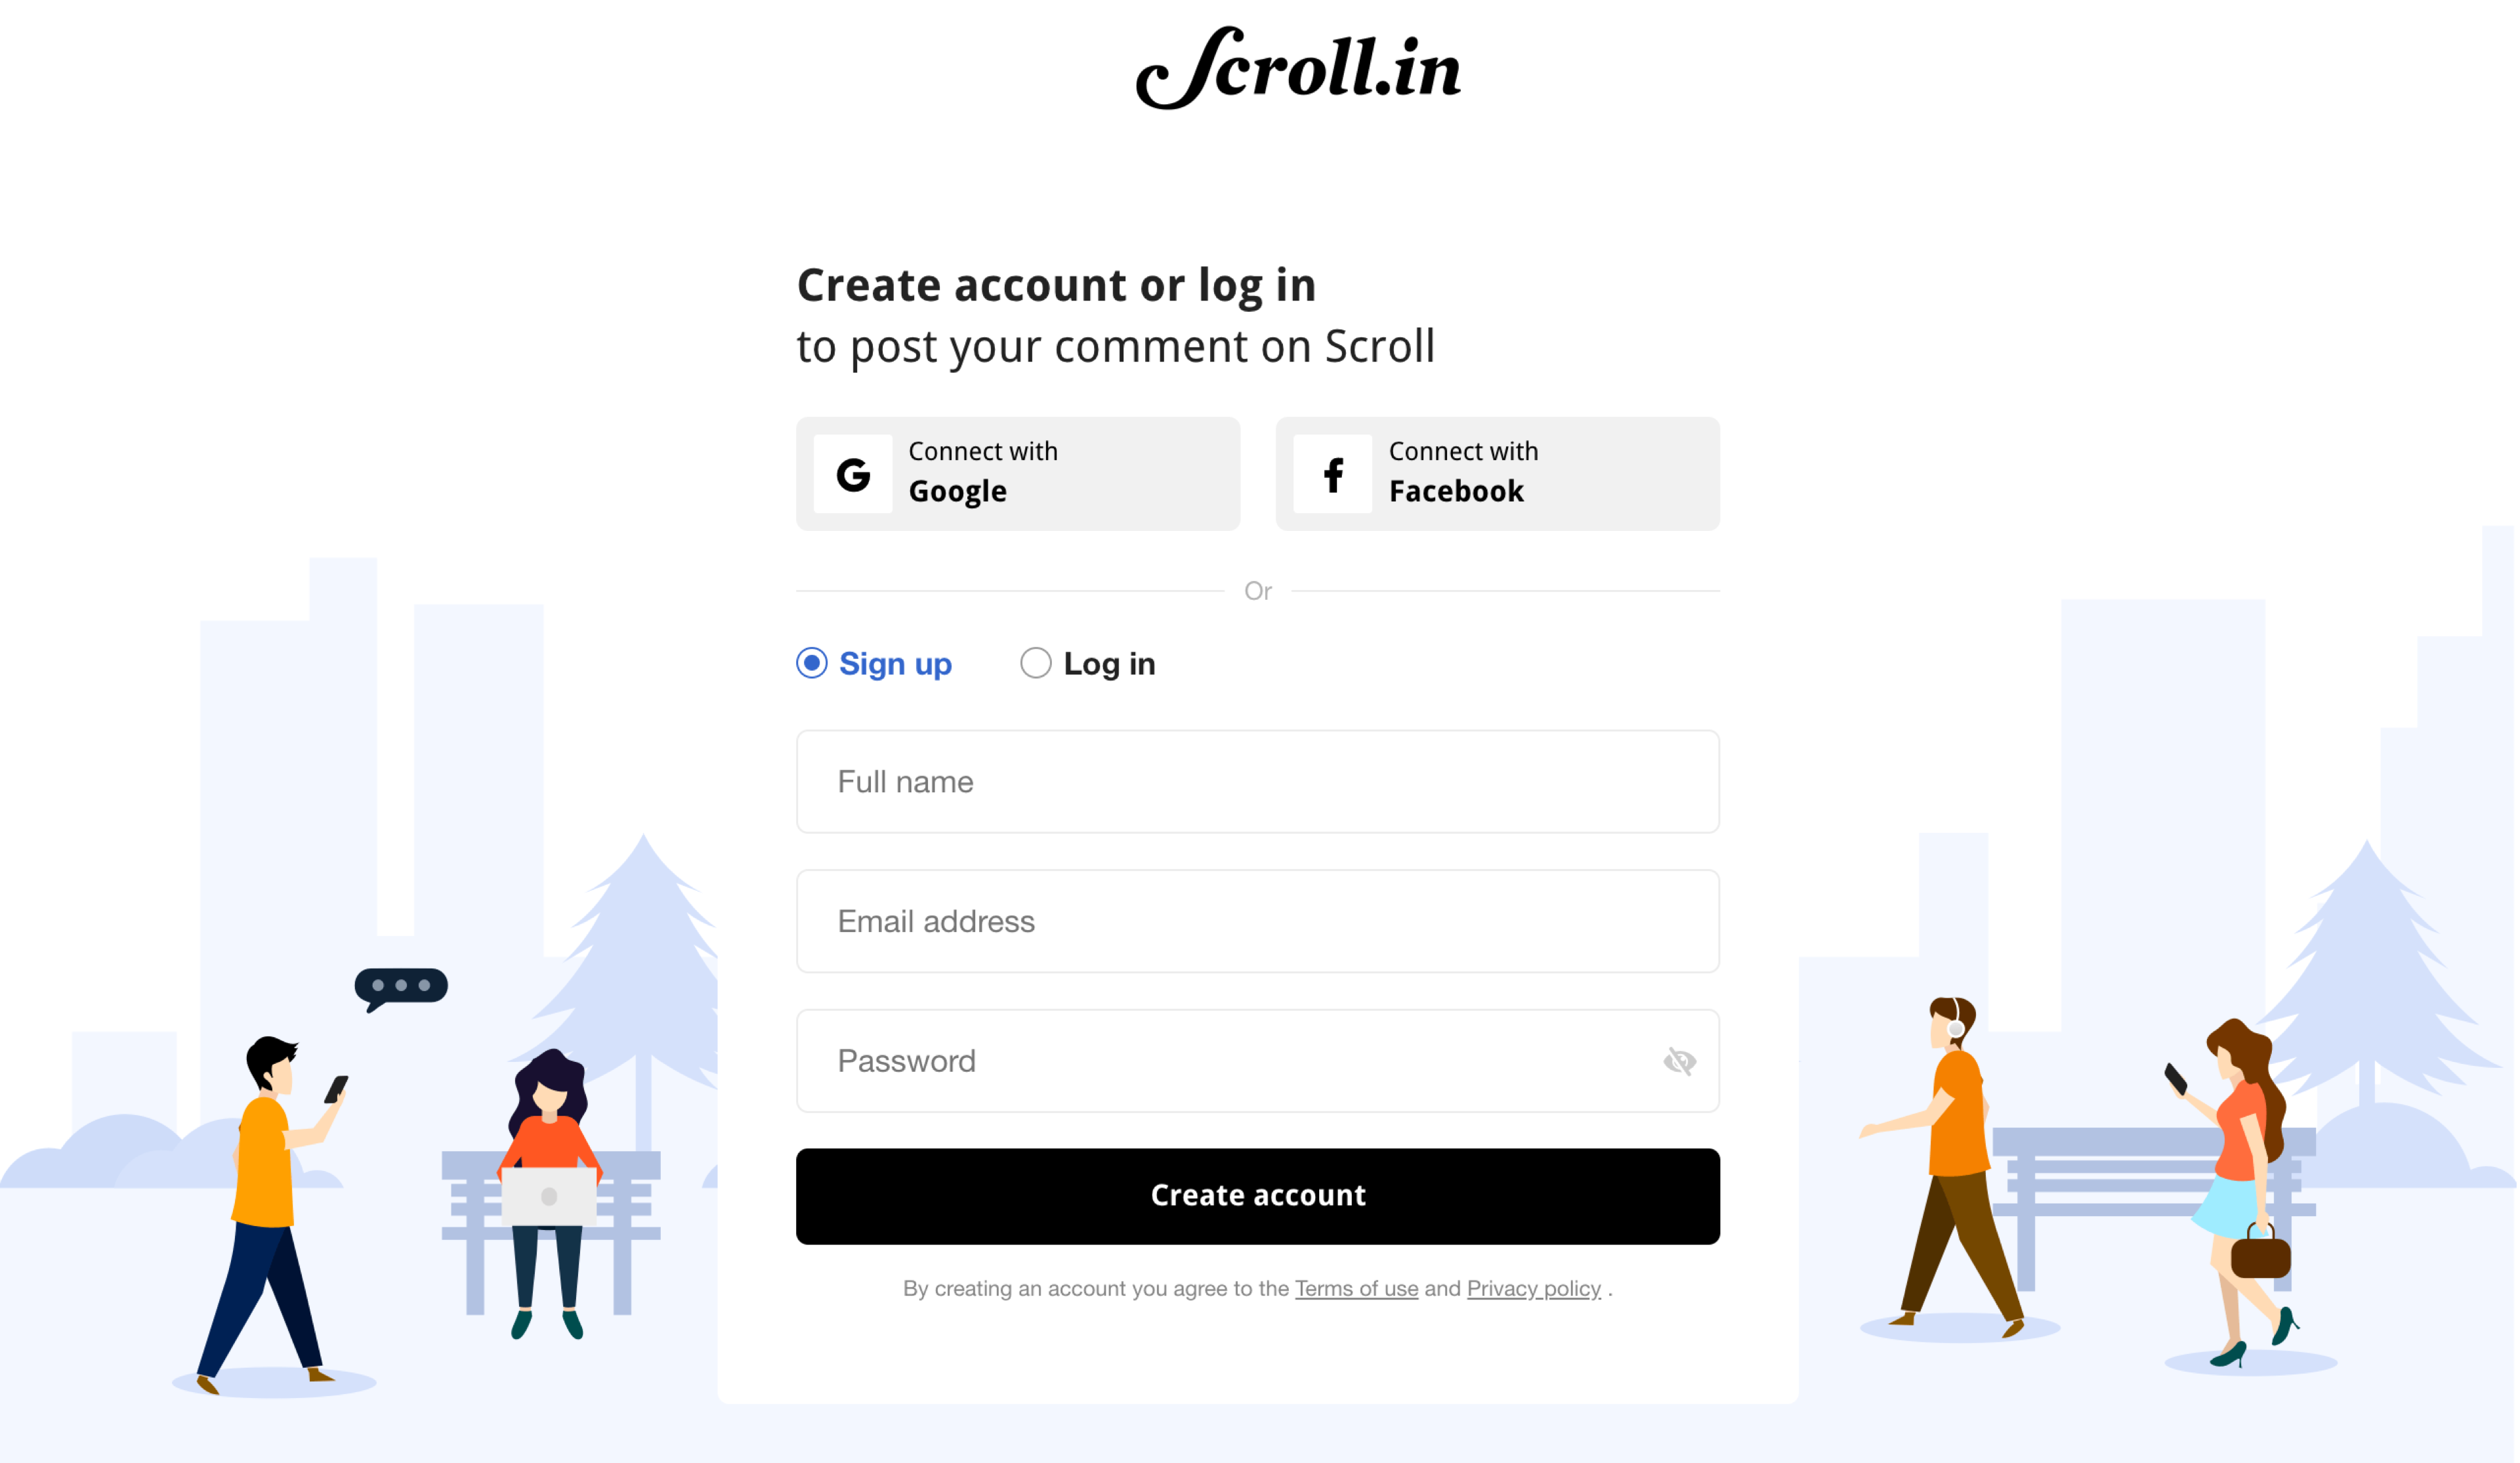 Scroll.in
Create account or log in
to post your comment on Scroll
Connect with
Google
Connect with
Facebook
Or
Sign up
Log in
Full name
Email address
Password
Create account
By creating an account you agree to the Terms of use and Privacy policy .